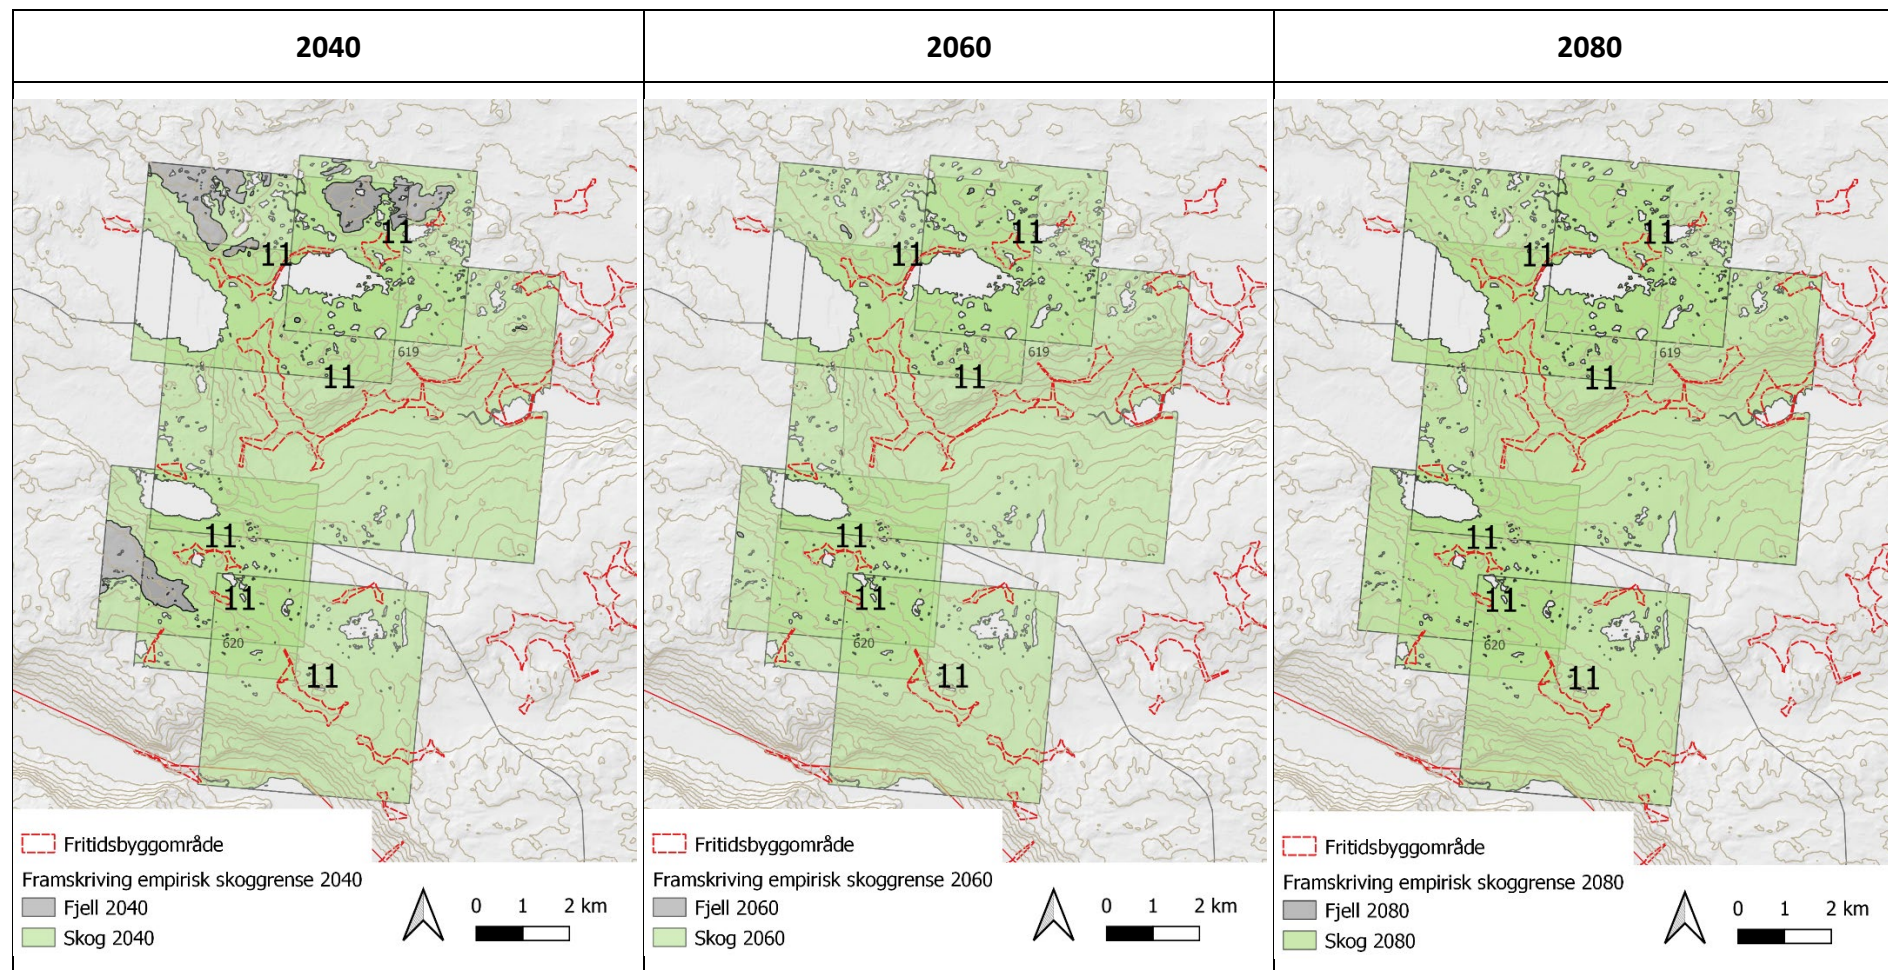 2040
2060
2080
11
11
619
11
11
11
620
11
Fritidsbyggområde
Framskriving empirisk skoggrense 2040
Fjell 2040
Skog 2040
0 1 2 km
11
11
619
11
11
11
620
11
Fritidsbyggområde
Framskriving empirisk skoggrense 2060
Fjell 2060
Skog 2060
0 1 2 km
11
11
619
11
11
11
620
11
Fritidsbyggområde
Framskriving empirisk skoggrense 2080
Fjell 2080
Skog 2080
0 1 2 km